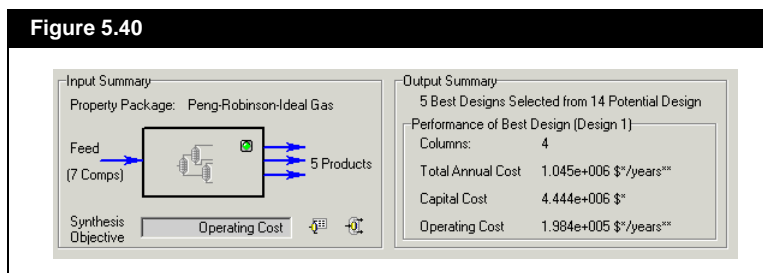 Figure 5.40
Input Summary
Property Package: Peng-Robinson-Ideal Gas
Feed
(7 Comps)
5 Products
Synthesis
Objective
Operating Cost
Output Summary
5 Best Designs Selected from 14 Potential Design
Performance of Best Design (Design 1)
Columns: 4
Total Annual Cost 1.045e+006 $*/years**
Capital Cost 4.444e+006 $*
Operating Cost 1.984e+005 $*/years**